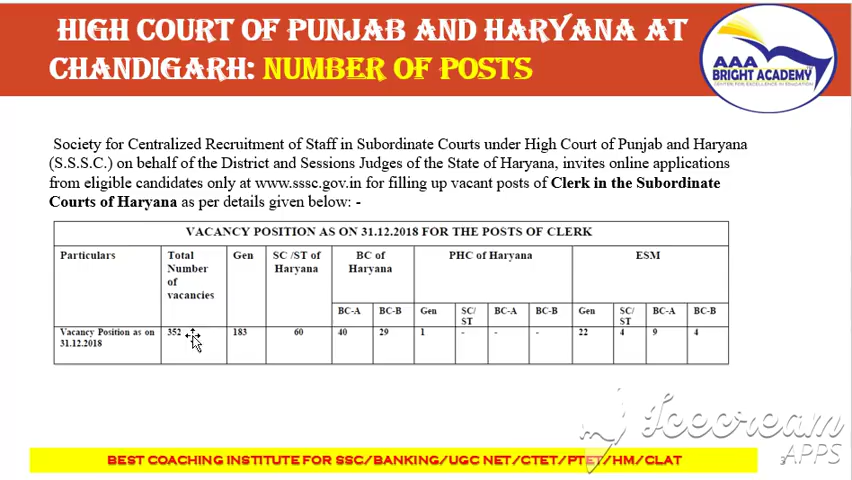 HIGH COURT OF PUNJAB AND HARYANA AT
CHANDIGARH: NUMBER OF POSTS
AAA
BRIGHT ACADEMY
CENTER FOR EXCELLENCE IN EDUCATION
Society for Centralized Recruitment of Staff in Subordinate Courts under High Court of Punjab and Haryana
(S.S.S.C.) on behalf of the District and Sessions Judges of the State of Haryana, invites online applications
from eligible candidates only at www.sssc.gov.in for filling up vacant posts of Clerk in the Subordinate
Courts of Haryana as per details given below: -
VACANCY POSITION AS ON 31.12.2018 FOR THE POSTS OF CLERK
Particulars Total Number of vacancies Gen SC /ST of Haryana BC of Haryana PHC of Haryana ESM
BC-A BC-B Gen SC/ ST BC-A BC-B Gen SC/ ST BC-A BC-B
Vacancy Position as on 31.12.2018 352 183 60 40 29 1 - - - 22 4 9 4
Icecream
APPS
BEST COACHING INSTITUTE FOR SSC/BANKING/UGC NET/CTET/PTET/HM/CLAT